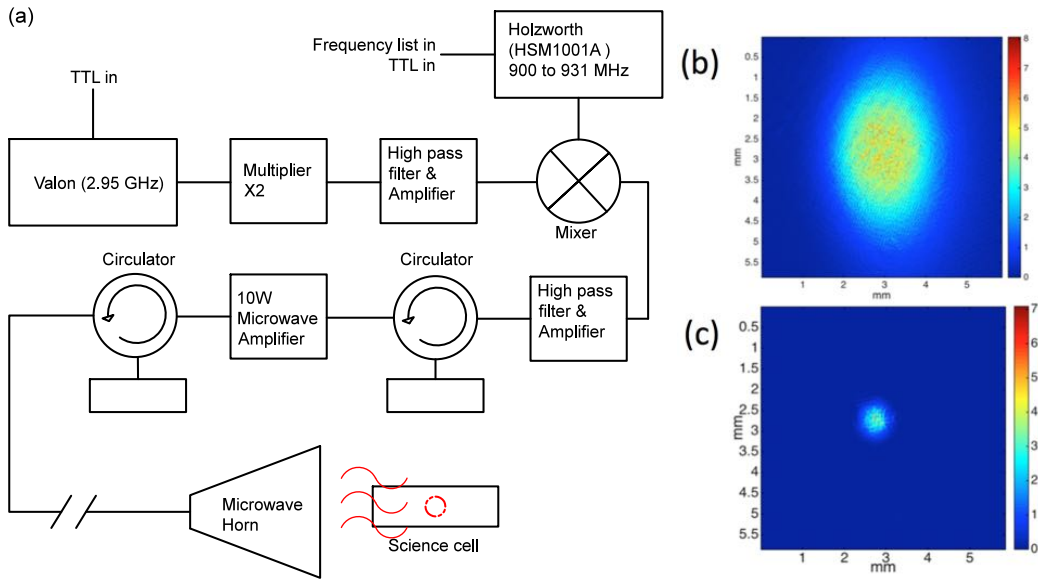 (a)
Holzworth
(HSM1001A )
900 to 931 MHz
Frequency list in
TTL in
TTL in
Valon (2.95 GHz)
Multiplier
X2
High pass
filter &
Amplifier
Mixer
Circulator
10W
Microwave
Amplifier
Circulator
High pass
filter &
Amplifier
Microwave
Horn
Science cell
(b)
mm
0.5
1
1.5
2
2.5
3
3.5
4
4.5
5
5.5
1
2
3
4
5
mm
8
7
6
5
4
3
2
1
0
(c)
mm
0.5
1
1.5
2
2.5
3
3.5
4
4.5
5
5.5
1
2
3
4
5
mm
7
6
5
4
3
2
1
0